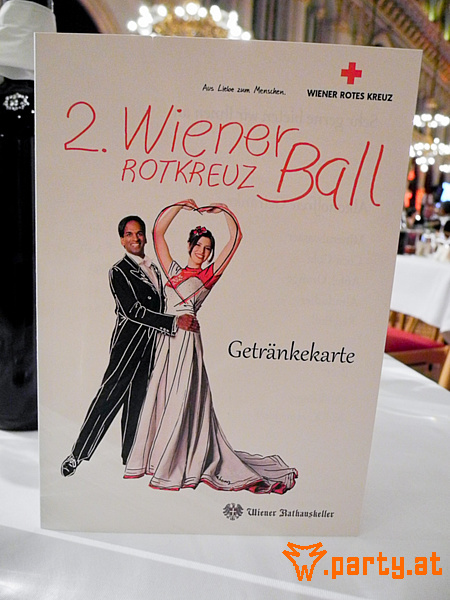 Aus Liebe zum Menschen.
WIENER ROTES KREUZ
2. Wiener
ROTKREUZ Ball
Getränkekarte
Wiener Rathauskeller
party.at